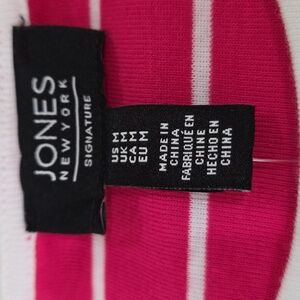 JONES
NEW YORK
SIGNATURE
US M
UK M
CA M
EU M
MADE IN
CHINA
FABRIQUÉ EN
CHINE
HECHO EN
CHINA